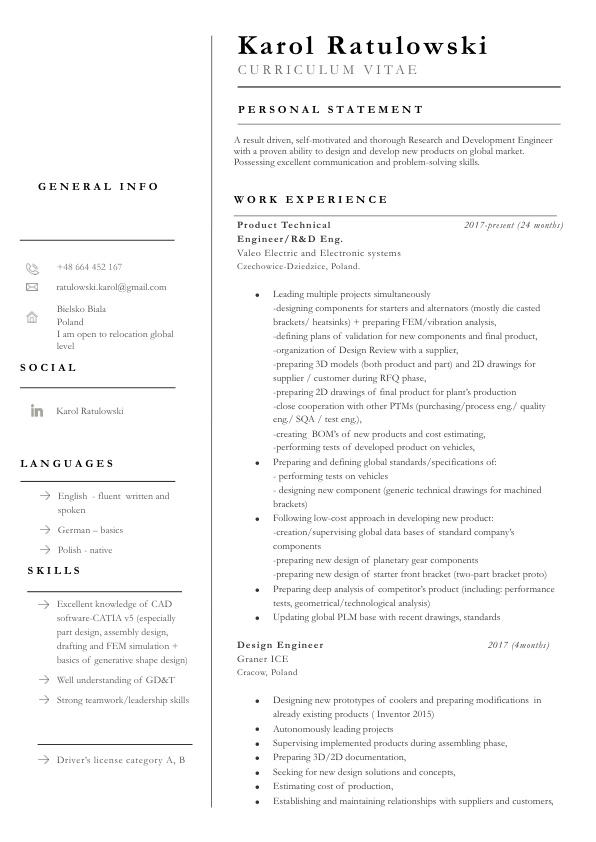 Karol Ratulowski
CURRICULUM VITAE
PERSONAL STATEMENT
A result driven, self-motivated and thorough Research and Development Engineer
with a proven ability to design and develop new products on global market.
Possessing excellent communication and problem-solving skills.
GENERAL INFO
+48 664 452 167
ratulowski.karol@gmail.com
Bielsko Biala
Poland
I am open to relocation global
level
SOCIAL
Karol Ratulowski
LANGUAGES
English - fluent written and
spoken
German – basics
Polish - native
SKILLS
Excellent knowledge of CAD
software-CATIA v5 (especially
part design, assembly design,
drafting and FEM simulation +
basics of generative shape design)
Well understanding of GD&T
Strong teamwork/leadership skills
Driver's license category A, B
WORK EXPERIENCE
Product Technical 2017-present (24 months)
Engineer/R&D Eng.
Valeo Electric and Electronic systems
Czechowice-Dziedzice, Poland.
• Leading multiple projects simultaneously
-designing components for starters and alternators (mostly die casted
brackets/ heatsinks) + preparing FEM/vibration analysis,
-defining plans of validation for new components and final product,
-organization of Design Review with a supplier,
-preparing 3D models (both product and part) and 2D drawings for
supplier / customer during RFQ phase,
-preparing 2D drawings of final product for plant's production
-close cooperation with other PTMs (purchasing/process eng./ quality
eng./ SQA / test eng.),
-creating BOM's of new products and cost estimating,
-performing tests of developed product on vehicles,
• Preparing and defining global standards/specifications of:
- performing tests on vehicles
- designing new component (generic technical drawings for machined
brackets)
• Following low-cost approach in developing new product:
-creation/supervising global data bases of standard company's
components
-preparing new design of planetary gear components
-preparing new design of starter front bracket (two-part bracket proto)
• Preparing deep analysis of competitor's product (including: performance
tests, geometrical/technological analysis)
• Updating global PLM base with recent drawings, standards
Design Engineer 2017 (4months)
Graner ICE
Cracow, Poland
• Designing new prototypes of coolers and preparing modifications in
already existing products ( Inventor 2015)
• Autonomously leading projects
• Supervising implemented products during assembling phase,
• Preparing 3D/2D documentation,
• Seeking for new design solutions and concepts,
• Estimating cost of production,
• Establishing and maintaining relationships with suppliers and customers,